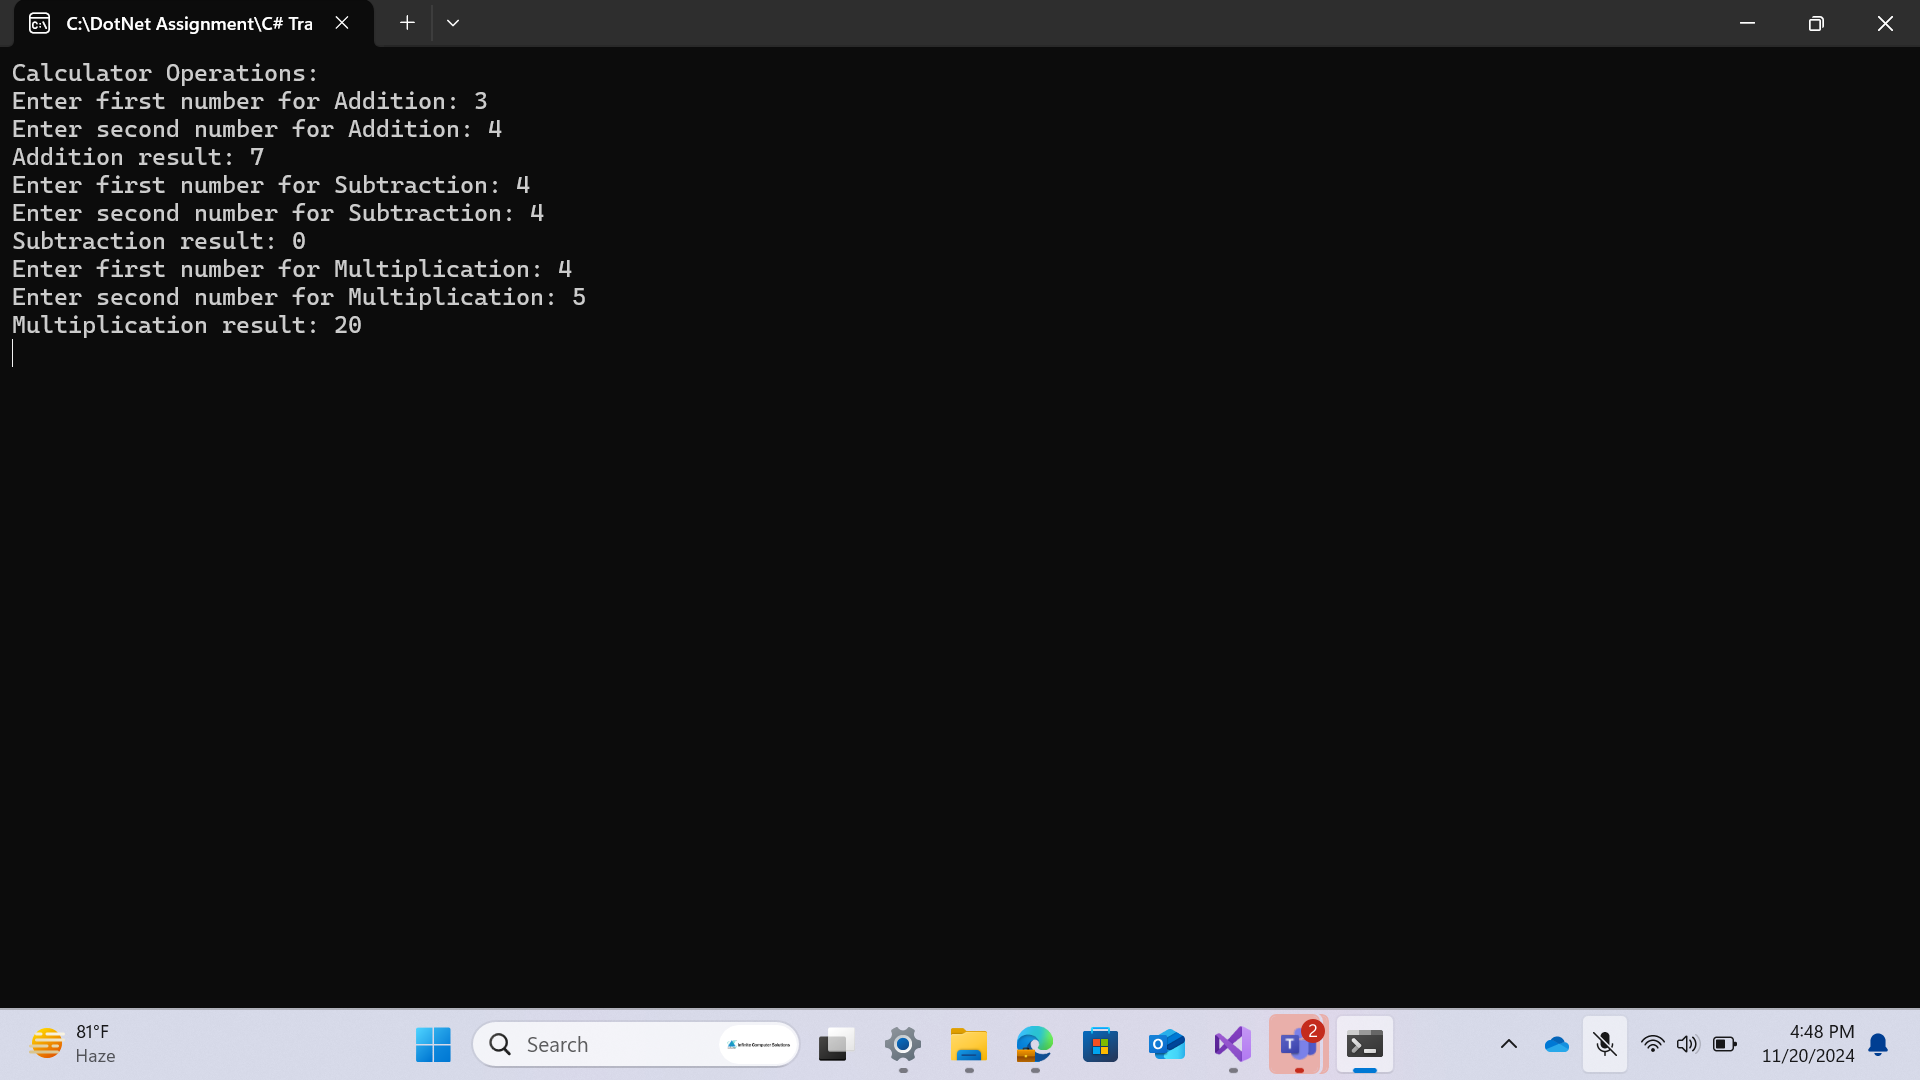 C:\DotNet Assignment\C# Tra
Calculator Operations:
Enter first number for Addition: 3
Enter second number for Addition: 4
Addition result: 7
Enter first number for Subtraction: 4
Enter second number for Subtraction: 4
Subtraction result: 0
Enter first number for Multiplication: 4
Enter second number for Multiplication: 5
Multiplication result: 20
81°F
Haze
Search
Infinite Computer Solutions
2
4:48 PM
11/20/2024